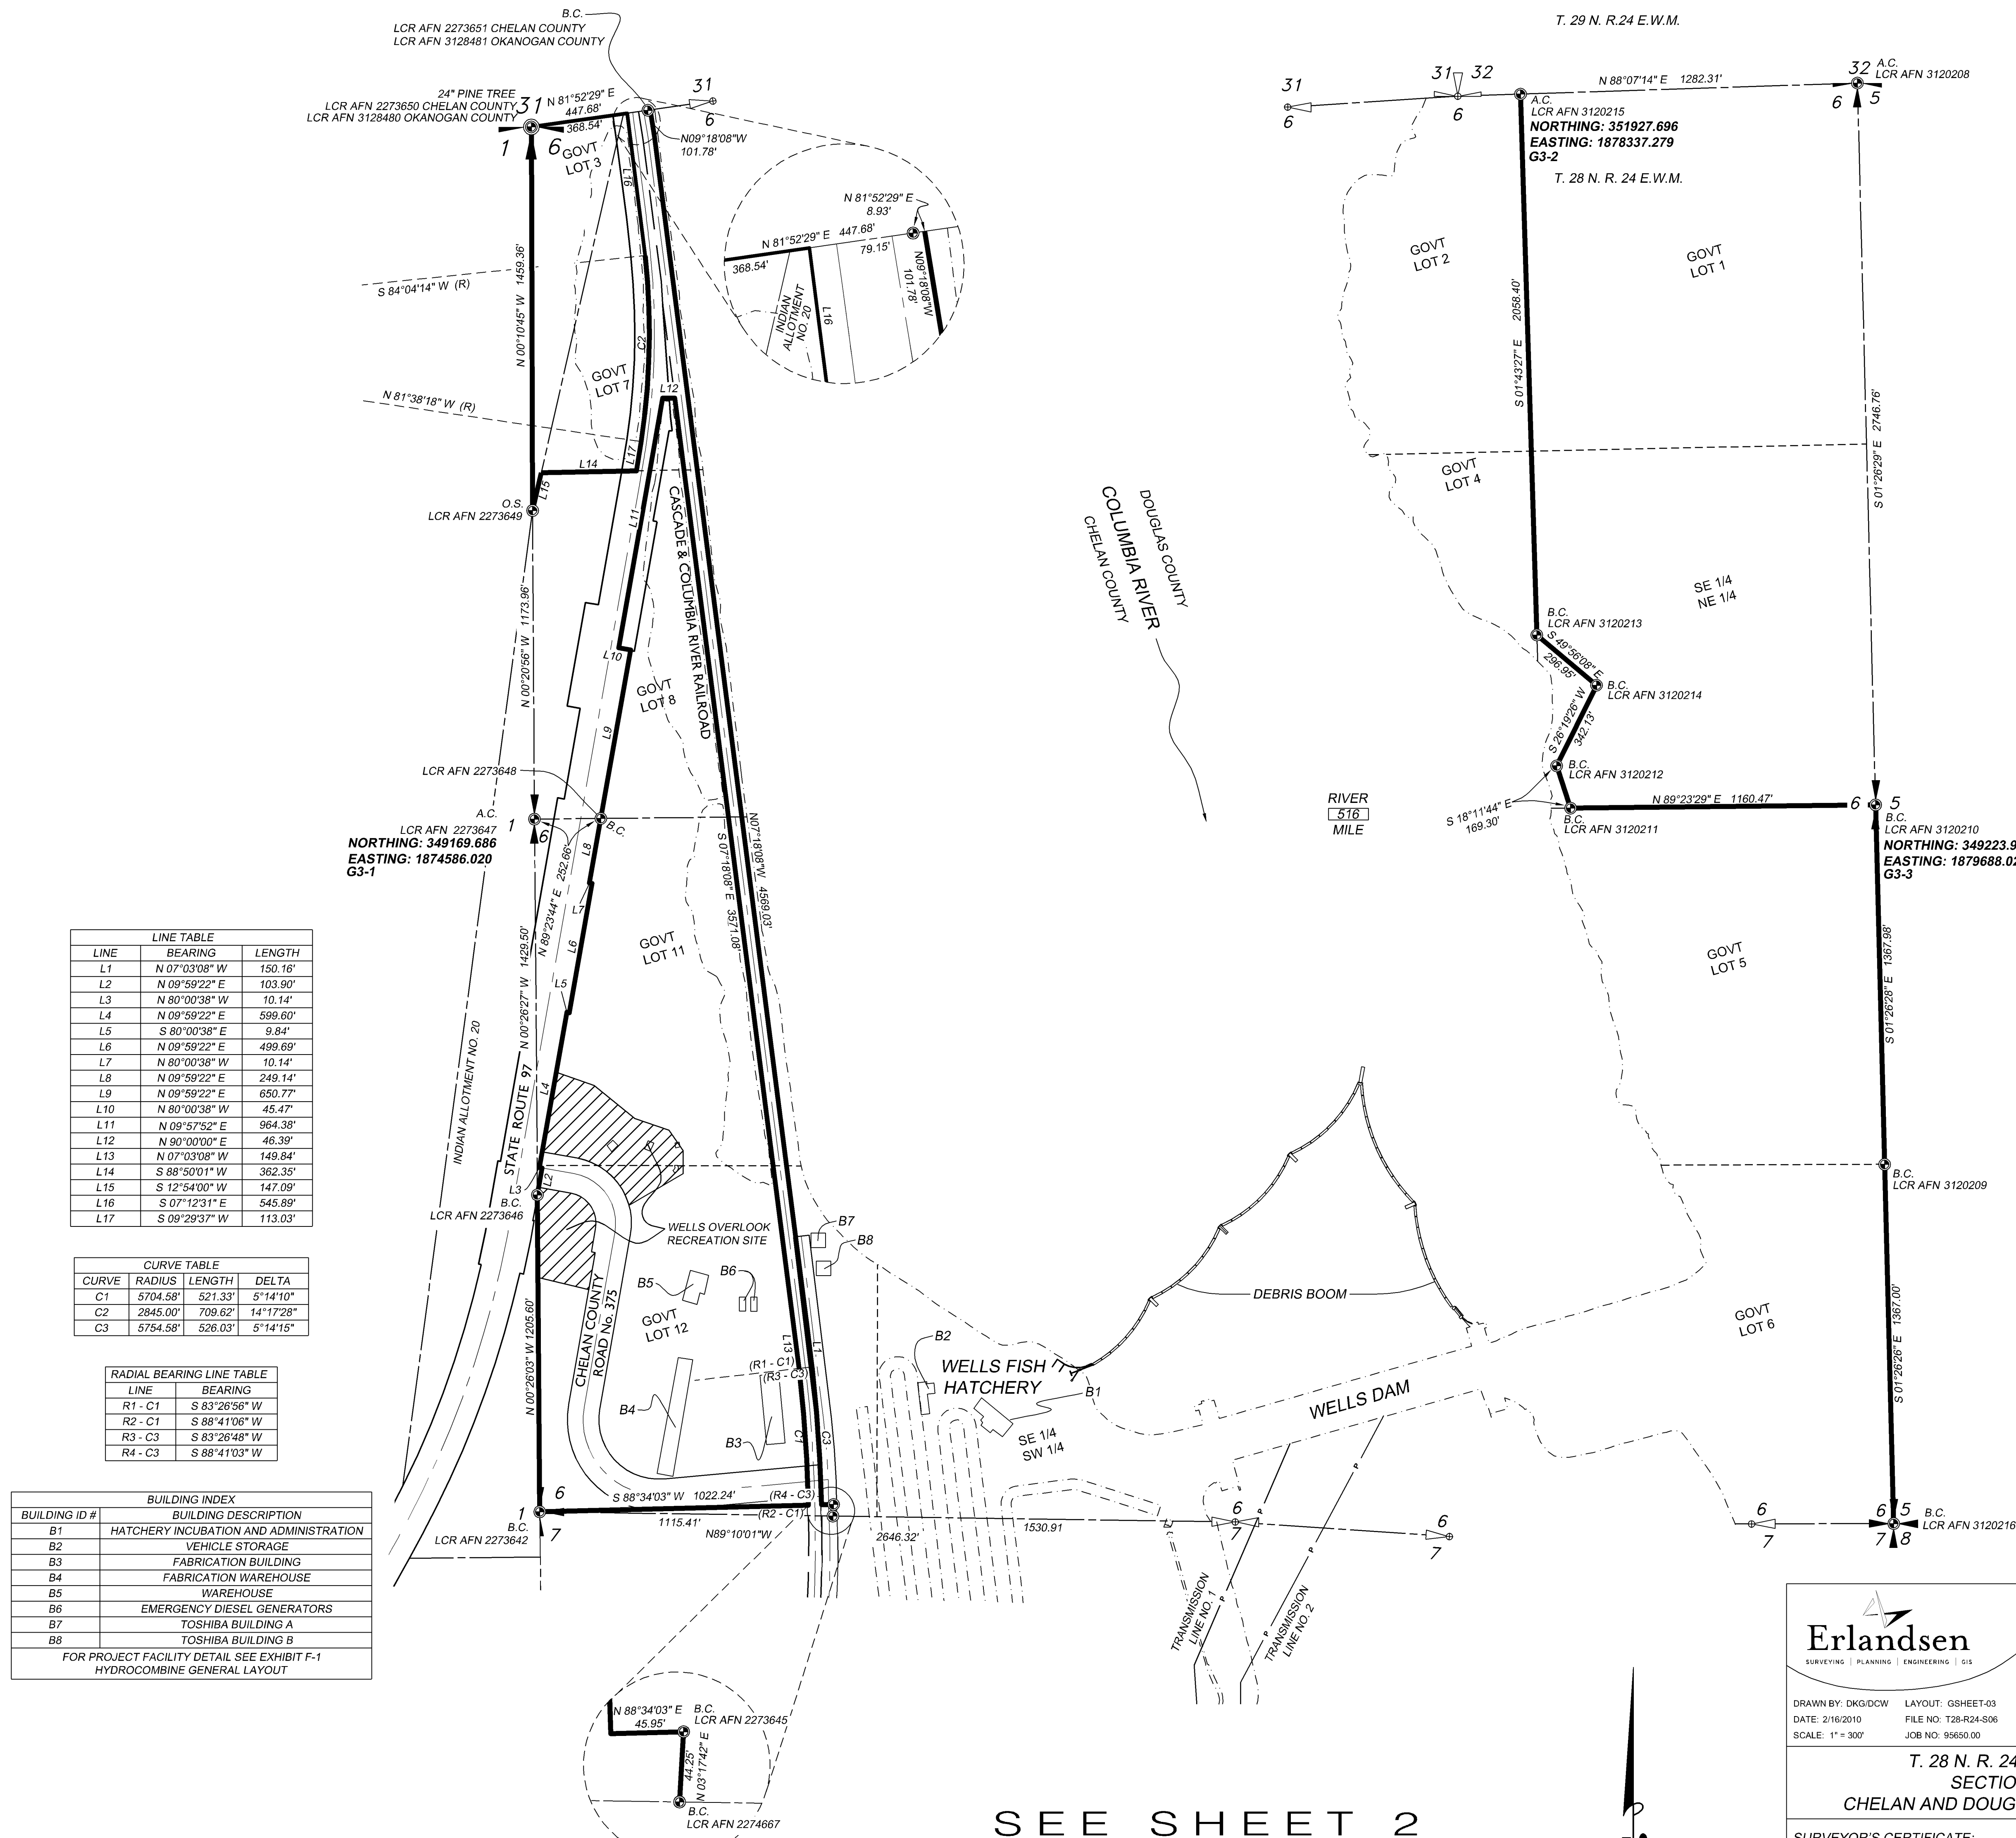 T. 29 N. R.24 E.W.M.
B.C.
LCR AFN 2273651 CHELAN COUNTY
LCR AFN 3128481 OKANOGAN COUNTY
24" PINE TREE
LCR AFN 2273650 CHELAN COUNTY
LCR AFN 3128480 OKANOGAN COUNTY
31
N 81°52'29" E
447.68'
368.54'
31
6
1
6
GOVT
LOT 3
N09°18'08"W
101.78'
L16
N 81°52'29" E
8.93'
N 81°52'29" E 447.68'
368.54'
79.15'
N09°18'08"W
101.78'
INDIAN
ALLOTMENT
NO. 20
L16
31
6
31
32
6
N 88°07'14" E 1282.31'
32
6
5
A.C.
LCR AFN 3120208
A.C.
LCR AFN 3120215
NORTHING: 351927.696
EASTING: 1878337.279
G3-2
T. 28 N. R. 24 E.W.M.
GOVT
LOT 2
GOVT
LOT 1
S 01°43'27" E 2058.40'
S 01°26'29" E 2746.76'
GOVT
LOT 4
SE 1/4
NE 1/4
N 00°10'45" W 1459.36'
S 84°04'14" W (R)
N 81°38'18" W (R)
C2
GOVT
LOT 7
L12
L17
L14
L15
O.S.
LCR AFN 2273649
L11
CASCADE & COLUMBIA RIVER RAILROAD
N 00°20'56" W 1173.96'
L10
GOVT
LOT 8
L9
DOUGLAS COUNTY
COLUMBIA RIVER
CHELAN COUNTY
B.C.
LCR AFN 3120213
S 49°56'08" E
296.95'
B.C.
LCR AFN 3120214
S 26°19'26" W
342.13'
B.C.
LCR AFN 3120212
S 18°11'44" E
169.30'
N 89°23'29" E 1160.47'
B.C.
LCR AFN 3120211
6
5
B.C.
LCR AFN 3120210
NORTHING: 349223.9
EASTING: 1879688.02
G3-3
RIVER
516
MILE
LCR AFN 2273648
A.C.
LCR AFN 2273647
1
6
B.C.
NORTHING: 349169.686
EASTING: 1874586.020
G3-1
N 89°23'44" E 252.66'
L8
L7
L6
L5
L4
S 07°18'08" E 3571.08'
N07°18'08"W 4569.03'
GOVT
LOT 11
N 00°26'27" W 1429.50'
GOVT
LOT 5
S 01°26'28" E 1367.98'
B.C.
LCR AFN 3120209
GOVT
LOT 6
S 01°26'26" E 1367.00'
LINE TABLE
LINE BEARING LENGTH
L1 N 07°03'08" W 150.16'
L2 N 09°59'22" E 103.90'
L3 N 80°00'38" W 10.14'
L4 N 09°59'22" E 599.60'
L5 S 80°00'38" E 9.84'
L6 N 09°59'22" E 499.69'
L7 N 80°00'38" W 10.14'
L8 N 09°59'22" E 249.14'
L9 N 09°59'22" E 650.77'
L10 N 80°00'38" W 45.47'
L11 N 09°57'52" E 964.38'
L12 N 90°00'00" E 46.39'
L13 N 07°03'08" W 149.84'
L14 S 88°50'01" W 362.35'
L15 S 12°54'00" W 147.09'
L16 S 07°12'31" E 545.89'
L17 S 09°29'37" W 113.03'
CURVE TABLE
CURVE RADIUS LENGTH DELTA
C1 5704.58' 521.33' 5°14'10"
C2 2845.00' 709.62' 14°17'28"
C3 5754.58' 526.03' 5°14'15"
RADIAL BEARING LINE TABLE
LINE BEARING
R1 - C1 S 83°26'56" W
R2 - C1 S 88°41'06" W
R3 - C3 S 83°26'48" W
R4 - C3 S 88°41'03" W
BUILDING INDEX
BUILDING ID # BUILDING DESCRIPTION
B1 HATCHERY INCUBATION AND ADMINISTRATION
B2 VEHICLE STORAGE
B3 FABRICATION BUILDING
B4 FABRICATION WAREHOUSE
B5 WAREHOUSE
B6 EMERGENCY DIESEL GENERATORS
B7 TOSHIBA BUILDING A
B8 TOSHIBA BUILDING B
FOR PROJECT FACILITY DETAIL SEE EXHIBIT F-1
HYDROCOMBINE GENERAL LAYOUT
INDIAN ALLOTMENT NO. 20
STATE ROUTE 97
L3
L2
B.C.
LCR AFN 2273646
WELLS OVERLOOK
RECREATION SITE
B5
B6
B7
B8
CHELAN COUNTY
ROAD No. 375
GOVT
LOT 12
N 00°26'03" W 1205.60'
L13
L1
(R1 - C1)
(R3 - C3)
B4
B3
C1
C3
B2
WELLS FISH
HATCHERY
B1
SE 1/4
SW 1/4
DEBRIS BOOM
WELLS DAM
S 88°34'03" W 1022.24'
(R4 - C3)
(R2 - C1)
1115.41'
N89°10'01"W
2646.32'
1530.91
1
6
7
B.C.
LCR AFN 2273642
6
7
6
7
P
P
P
P
P
TRANSMISSION
LINE NO. 1
TRANSMISSION
LINE NO. 2
7
6
5
7
8
B.C.
LCR AFN 3120216
N 88°34'03" E
45.95'
B.C.
LCR AFN 2273645
44.25'
N 03°17'42" E
B.C.
LCR AFN 2274667
SEE SHEET 2
Erlandsen
SURVEYING | PLANNING | ENGINEERING | GIS
DRAWN BY: DKG/DCW LAYOUT: GSHEET-03
DATE: 2/16/2010 FILE NO: T28-R24-S06
SCALE: 1" = 300' JOB NO: 95650.00
T. 28 N. R. 24
SECTIO
CHELAN AND DOUG
SURVEYOR'S CERTIFICATE: